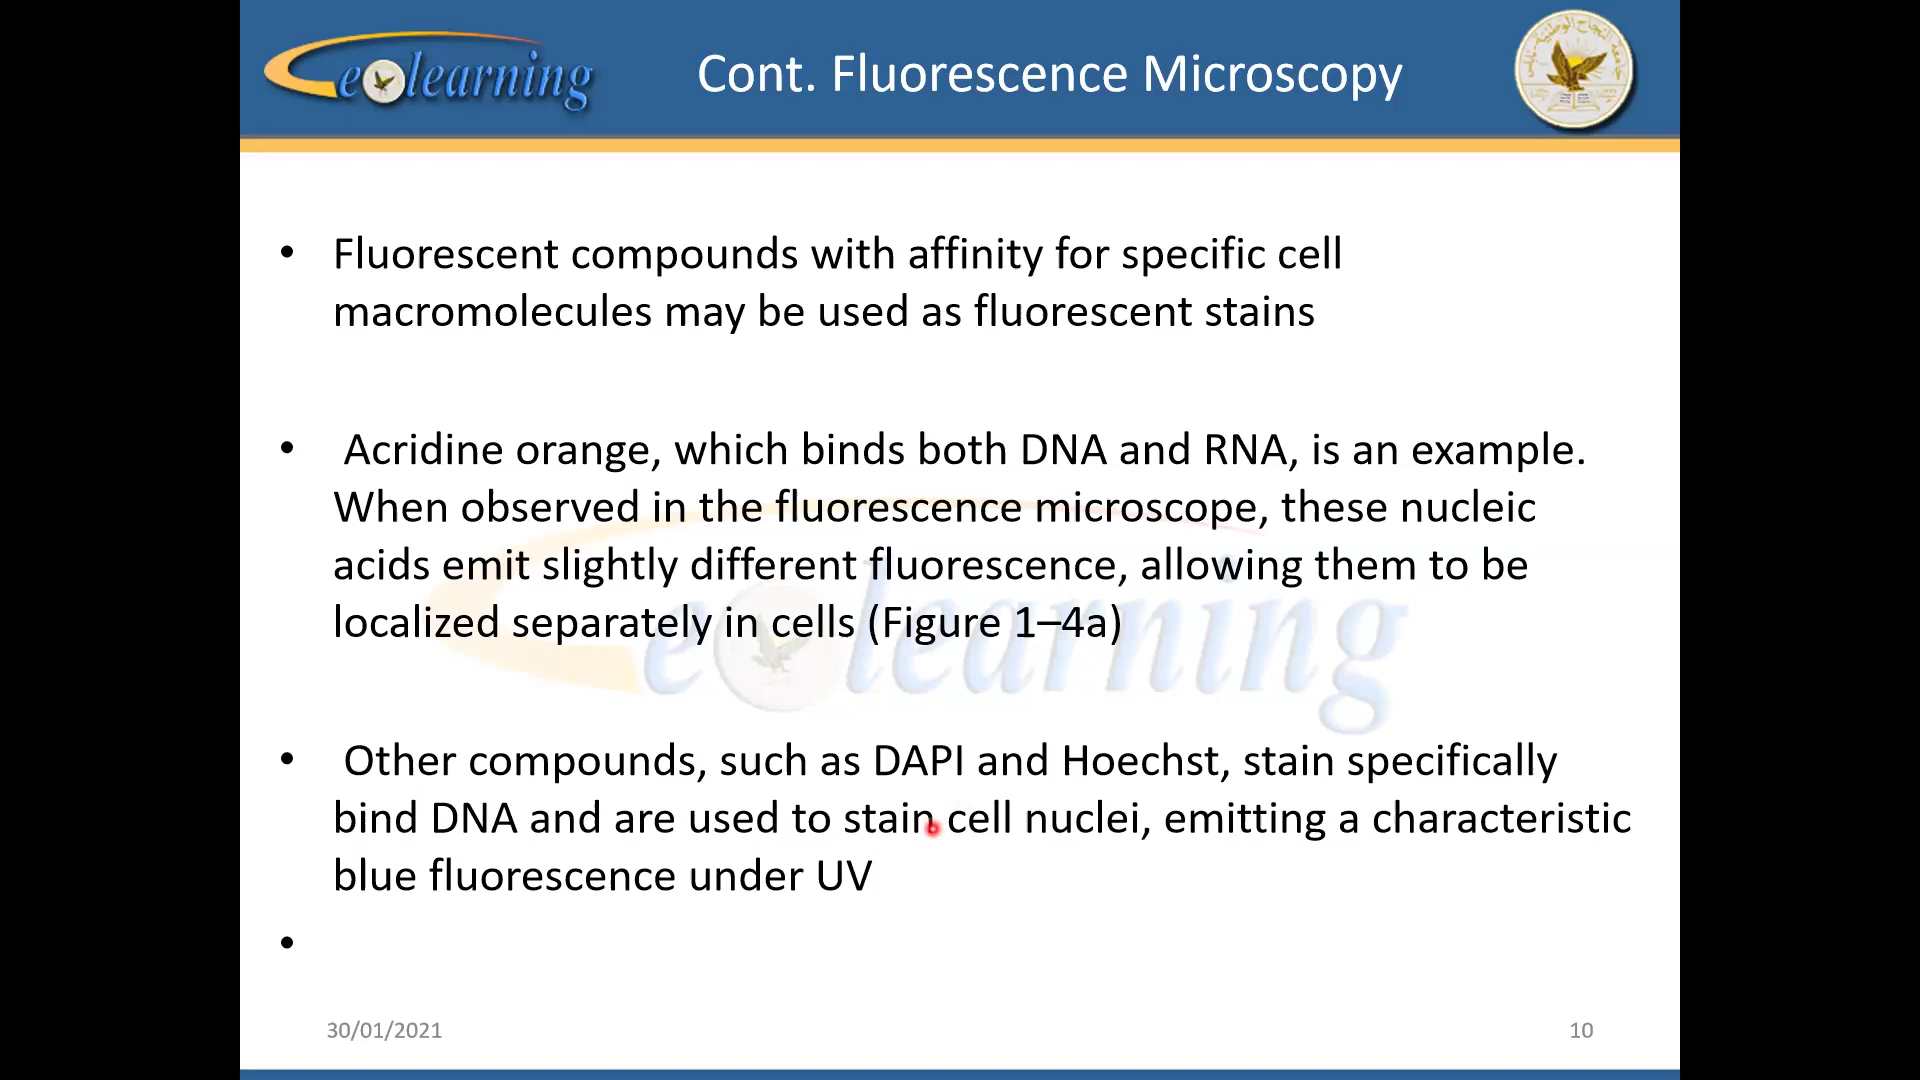 elearning
Cont. Fluorescence Microscopy
• Fluorescent compounds with affinity for specific cell
macromolecules may be used as fluorescent stains
• Acridine orange, which binds both DNA and RNA, is an example.
When observed in the fluorescence microscope, these nucleic
acids emit slightly different fluorescence, allowing them to be
localized separately in cells (Figure 1–4a)
elearning
• Other compounds, such as DAPI and Hoechst, stain specifically
bind DNA and are used to stain cell nuclei, emitting a characteristic
blue fluorescence under UV
•
30/01/2021
10